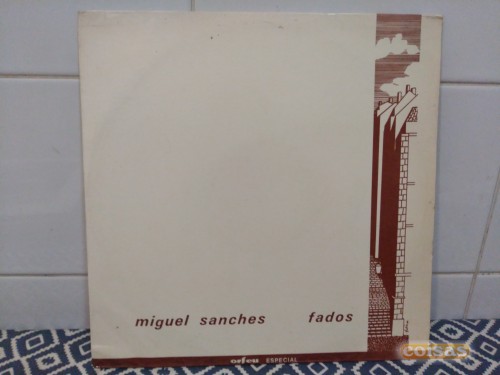 miguel sanches fados
orfeu ESPECIAL
COISAS